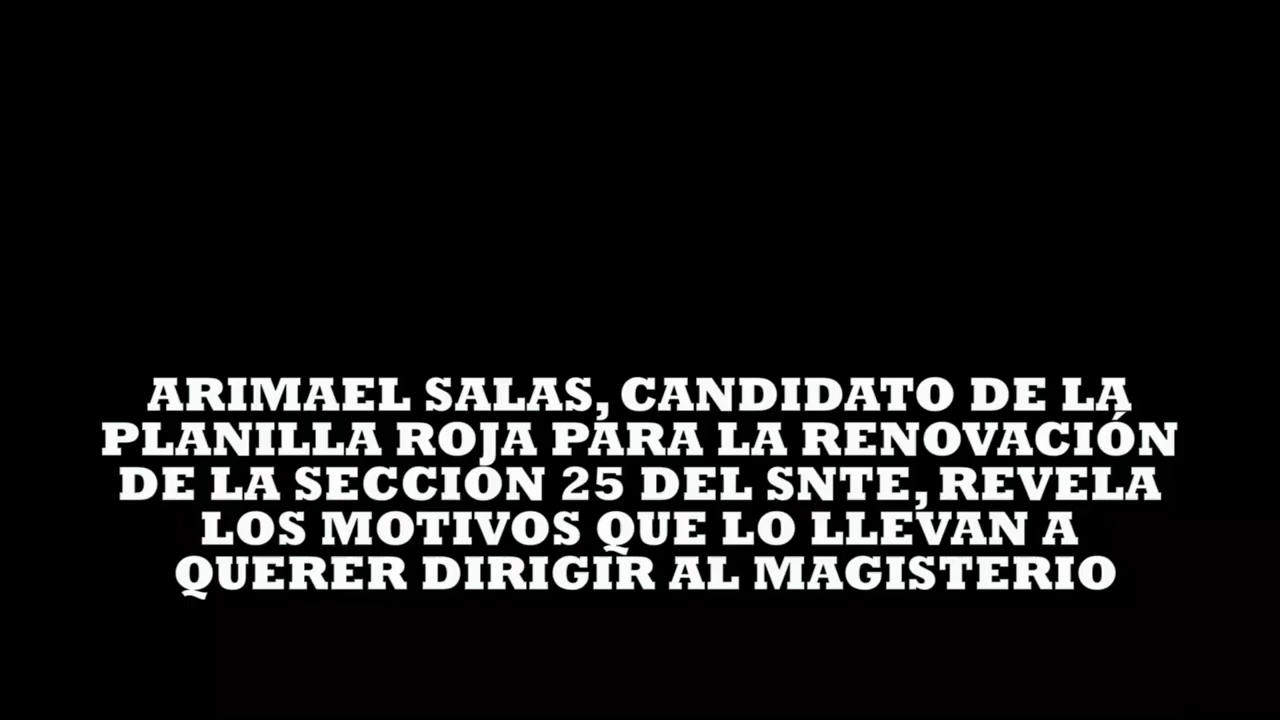 ARIMAEL SALAS, CANDIDATO DE LA
PLANILLA ROJA PARA LA RENOVACIÓN
DE LA SECCIÓN 25 DEL SNTE, REVELA
LOS MOTIVOS QUE LO LLEVAN A
QUERER DIRIGIR AL MAGISTERIO